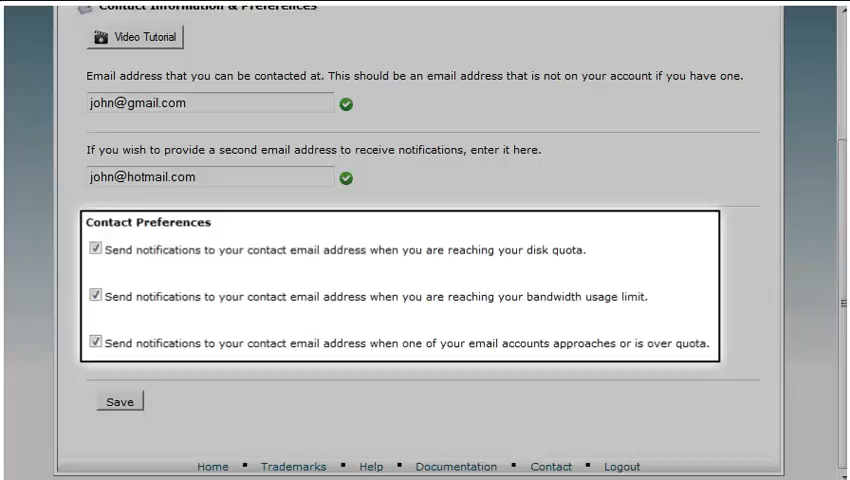 Contact Information & Preferences
Video Tutorial
Email address that you can be contacted at. This should be an email address that is not on your account if you have one.
john@gmail.com
If you wish to provide a second email address to receive notifications, enter it here.
john@hotmail.com
Contact Preferences
Send notifications to your contact email address when you are reaching your disk quota.
Send notifications to your contact email address when you are reaching your bandwidth usage limit.
Send notifications to your contact email address when one of your email accounts approaches or is over quota.
Save
Home ▪ Trademarks ▪ Help ▪ Documentation ▪ Contact ▪ Logout